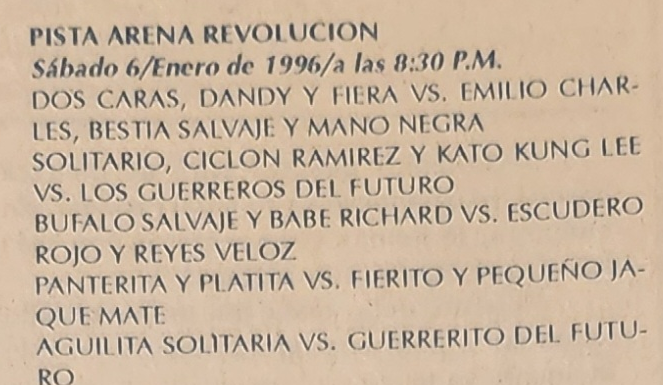 PISTA ARENA REVOLUCION
Sábado 6/Enero de 1996/a las 8:30 P.M.
DOS CARAS, DANDY Y FIERA VS. EMILIO CHAR-
LES, BESTIA SALVAJE Y MANO NEGRA
SOLITARIO, CICLON RAMIREZ Y KATO KUNG LEE
VS. LOS GUERREROS DEL FUTURO
BUFALO SALVAJE Y BABE RICHARD VS. ESCUDERO
ROJO Y REYES VELOZ
PANTERITA Y PLATITA VS. FIERITO Y PEQUEÑO JA-
QUE MATE
AGUILITA SOLITARIA VS. GUERRERITO DEL FUTU-
RO